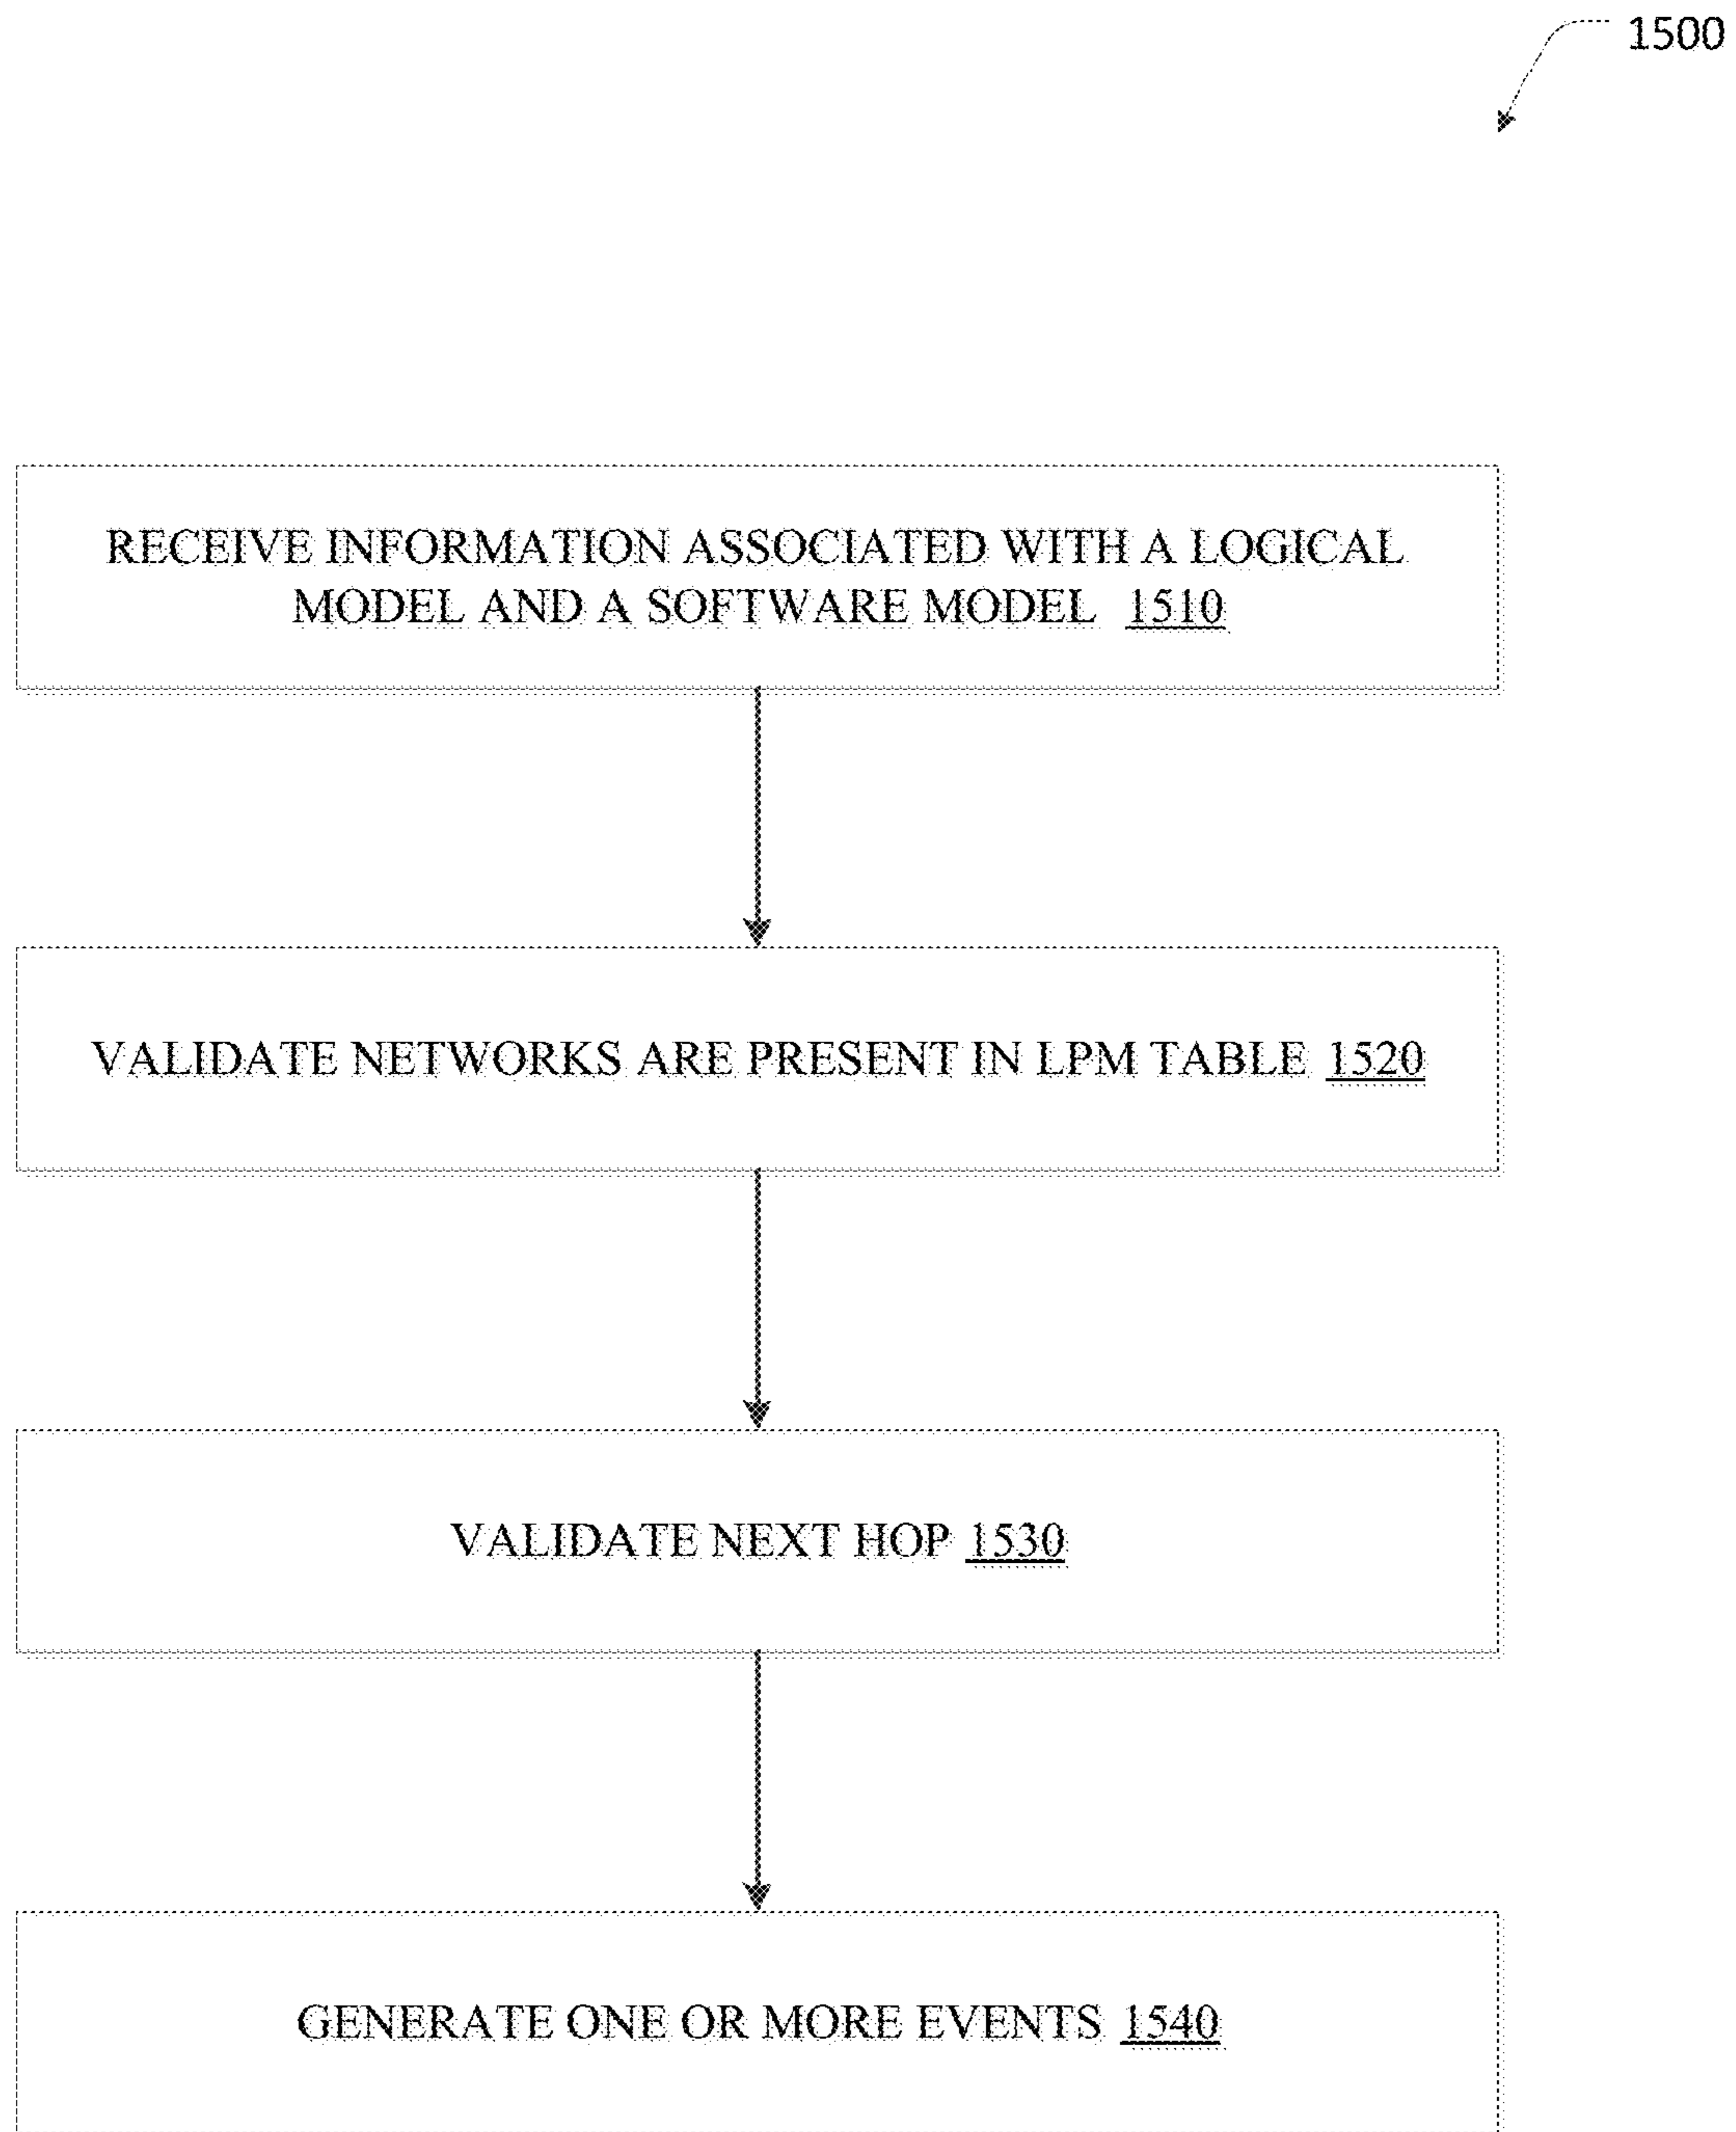 1500
RECEIVE INFORMATION ASSOCIATED WITH A LOGICAL
MODEL AND A SOFTWARE MODEL 1510
VALIDATE NETWORKS ARE PRESENT IN LPM TABLE 1520
VALIDATE NEXT HOP 1530
GENERATE ONE OR MORE EVENTS 1540